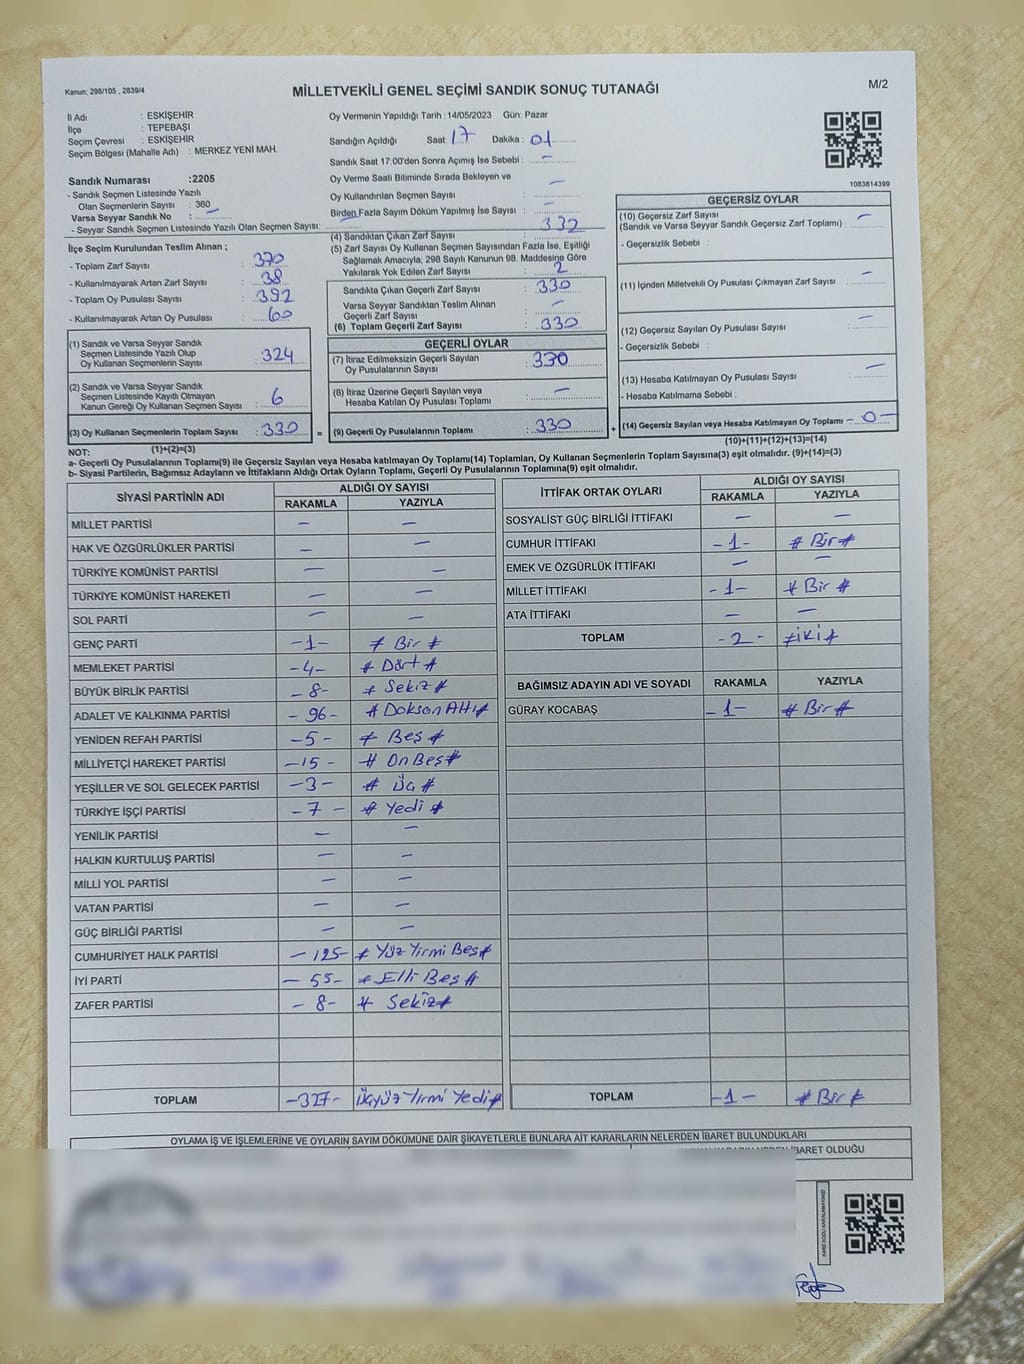 Kanun: 298/105 , 2839/4
MİLLETVEKİLİ GENEL SEÇİMİ SANDIK SONUÇ TUTANAĞI
M/2
İl Adı : ESKİŞEHİR
İlçe : TEPEBAŞI
Seçim Çevresi : ESKİŞEHİR
Seçim Bölgesi (Mahalle Adı) : MERKEZ YENİ MAH.
Sandık Numarası :2205
- Sandık Seçmen Listesinde Yazılı
Olan Seçmenlerin Sayısı : 360
Varsa Seyyar Sandık No : –
- Seyyar Sandık Seçmen Listesinde Yazılı Olan Seçmen Sayısı: –
Oy Vermenin Yapıldığı Tarih : 14/05/2023 Gün: Pazar
Sandığın Açıldığı Saat 17 Dakika : 01
Sandık Saat 17:00'den Sonra Açımış İse Sebebi : –
Oy Verme Saati Bitiminde Sırada Bekleyen ve –
Oy Kullandırılan Seçmen Sayısı :
Birden Fazla Sayım Döküm Yapılmış İse Sayısı : –
İlçe Seçim Kurulundan Teslim Alınan ;
- Toplam Zarf Sayısı : 370
- Kullanılmayarak Artan Zarf Sayısı : 38
- Toplam Oy Pusulası Sayısı : 392
- Kullanılmayarak Artan Oy Pusulası : 60
(4) Sandıktan Çıkan Zarf Sayısı : 332
(5) Zarf Sayısı Oy Kullanan Seçmen Sayısından Fazla İse, Eşitliği
Sağlamak Amacıyla, 298 Sayılı Kanunun 98. Maddesine Göre
Yakılarak Yok Edilen Zarf Sayısı : 2
Sandıkta Çıkan Geçerli Zarf Sayısı : 330
Varsa Seyyar Sandıktan Teslim Alınan
Geçerli Zarf Sayısı : –
(6) Toplam Geçerli Zarf Sayısı : 330
1083814399
GEÇERSİZ OYLAR
(10) Geçersiz Zarf Sayısı –
(Sandık ve Varsa Seyyar Sandık Geçersiz Zarf Toplamı) :
- Geçersizlik Sebebi :
(11) İçinden Milletvekili Oy Pusulası Çıkmayan Zarf Sayısı : –
(12) Geçersiz Sayılan Oy Pusulası Sayısı : –
- Geçersizlik Sebebi :
(13) Hesaba Katılmayan Oy Pusulası Sayısı : –
- Hesaba Katılmama Sebebi :
(14) Geçersiz Sayılan veya Hesaba Katılmayan Oy Toplamı – 0 –
(10)+(11)+(12)+(13)=(14)
(1) Sandık ve Varsa Seyyar Sandık
Seçmen Listesinde Yazılı Olup
Oy Kullanan Seçmenlerin Sayısı : 324
(2) Sandık ve Varsa Seyyar Sandık
Seçmen Listesinde Kayıtlı Olmayan
Kanun Gereği Oy Kullanan Seçmen Sayısı : 6
(3) Oy Kullanan Seçmenlerin Toplam Sayısı : 330
(1)+(2)=(3)
GEÇERLİ OYLAR
(7) İtiraz Edilmeksizin Geçerli Sayılan
Oy Pusulalarının Sayısı : 330
(8) İtiraz Üzerine Geçerli Sayılan veya
Hesaba Katılan Oy Pusulası Toplamı : –
= (9) Geçerli Oy Pusulalarının Toplamı : 330 +
NOT:
a- Geçerli Oy Pusulalarının Toplamı(9) ile Geçersiz Sayılan veya Hesaba katılmayan Oy Toplamı(14) Toplamları, Oy Kullanan Seçmenlerin Toplam Sayısına(3) eşit olmalıdır. (9)+(14)=(3)
b- Siyasi Partilerin, Bağımsız Adayların ve İttifakların Aldığı Ortak Oyların Toplamı, Geçerli Oy Pusulalarının Toplamına(9) eşit olmalıdır.
SİYASİ PARTİNİN ADI
ALDIĞI OY SAYISI
RAKAMLA YAZIYLA
MİLLET PARTİSİ – –
HAK VE ÖZGÜRLÜKLER PARTİSİ – –
TÜRKİYE KOMÜNİST PARTİSİ – –
TÜRKİYE KOMÜNİST HAREKETİ – –
SOL PARTİ – –
GENÇ PARTİ –1– # Bir #
MEMLEKET PARTİSİ –4– # Dört #
BÜYÜK BİRLİK PARTİSİ –8– # Sekiz #
ADALET VE KALKINMA PARTİSİ – 96– # Doksan Altı #
YENİDEN REFAH PARTİSİ –5– # Beş #
MİLLİYETÇİ HAREKET PARTİSİ –15– # On Beş #
YEŞİLLER VE SOL GELECEK PARTİSİ –3– # Üç #
TÜRKİYE İŞÇİ PARTİSİ –7– # Yedi #
YENİLİK PARTİSİ – –
HALKIN KURTULUŞ PARTİSİ – –
MİLLİ YOL PARTİSİ – –
VATAN PARTİSİ – –
GÜÇ BİRLİĞİ PARTİSİ – –
CUMHURİYET HALK PARTİSİ – 125– # Yüz Yirmi Beş #
İYİ PARTİ – 55– # Elli Beş #
ZAFER PARTİSİ – 8– # Sekiz #
TOPLAM –327– Üçyüz Yirmi Yedi #
İTTİFAK ORTAK OYLARI
ALDIĞI OY SAYISI
RAKAMLA YAZIYLA
SOSYALİST GÜÇ BİRLİĞİ İTTİFAKI – –
CUMHUR İTTİFAKI –1– # Bir #
EMEK VE ÖZGÜRLÜK İTTİFAKI – –
MİLLET İTTİFAKI –1– # Bir #
ATA İTTİFAKI – –
TOPLAM –2– # iki #
BAĞIMSIZ ADAYIN ADI VE SOYADI RAKAMLA YAZIYLA
GÜRAY KOCABAŞ –1– # Bir #
TOPLAM –1– # Bir #
OYLAMA İŞ VE İŞLEMLERİNE VE OYLARIN SAYIM DÖKÜMÜNE DAİR ŞİKAYETLERLE BUNLARA AİT KARARLARIN NELERDEN İBARET BULUNDUKLARI
İBARET OLDUĞU